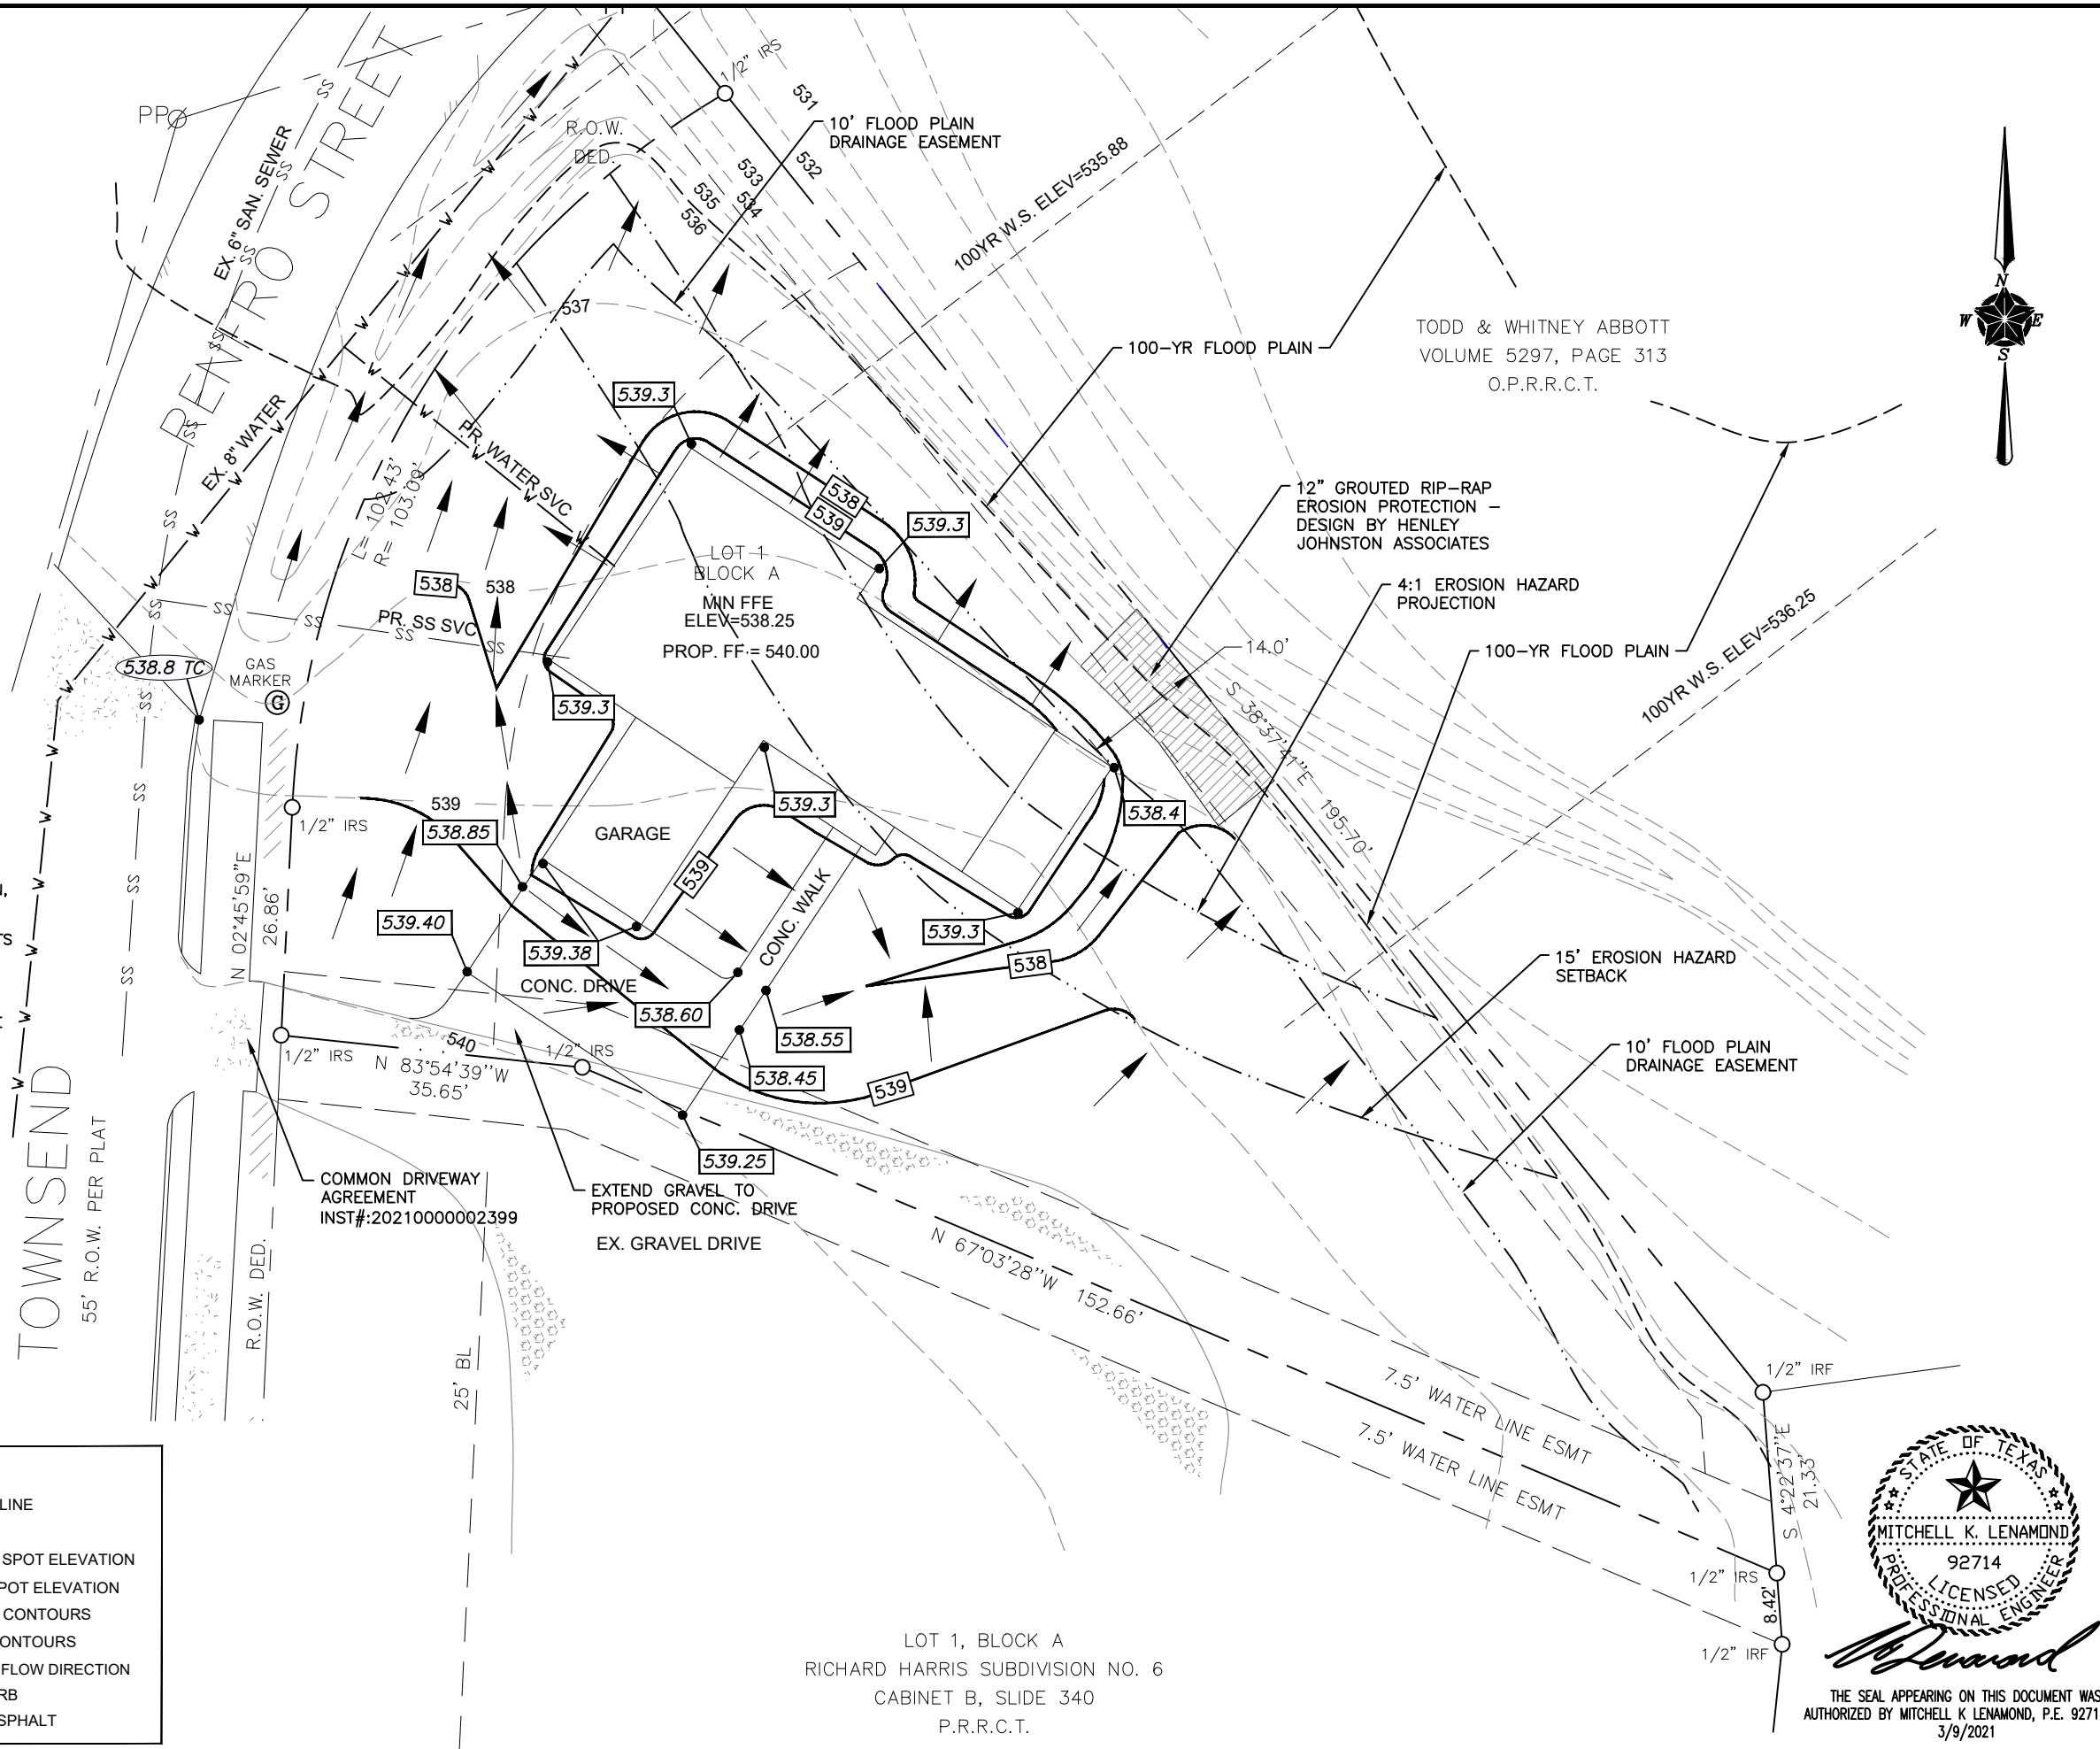 PP
EX. 6" SAN. SEWER
RENFRO STREET
R.O.W.
DED.
1/2" IRS
531
532
533
534
535
536
10' FLOOD PLAIN
DRAINAGE EASEMENT
100YR W.S. ELEV=535.88
100-YR FLOOD PLAIN
TODD & WHITNEY ABBOTT
VOLUME 5297, PAGE 313
O.P.R.R.C.T.
N
W
E
S
537
539.3
EX. 8" WATER
PR. WATER SVC
L= 102.43'
R= 103.09'
538
539
539.3
12" GROUTED RIP-RAP
EROSION PROTECTION -
DESIGN BY HENLEY
JOHNSTON ASSOCIATES
4:1 EROSION HAZARD
PROJECTION
LOT 1
BLOCK A
MIN FFE
ELEV=538.25
PROP. FF = 540.00
538
538
PR. SS SVC
538.8 TC
GAS
MARKER
G
539.3
14.0'
100-YR FLOOD PLAIN
100YR W.S. ELEV=536.25
S 38°37'41"E 195.70'
539
1/2" IRS
538.85
GARAGE
539.3
538.4
539
N 02°45'59"E
26.86'
CONC. WALK
539.40
539.38
539.3
538
CONC. DRIVE
538.60
538.55
538.45
539
15' EROSION HAZARD
SETBACK
10' FLOOD PLAIN
DRAINAGE EASEMENT
540
1/2" IRS
1/2" IRS
N 83°54'39"W
35.65'
539.25
TOWNSEND
55' R.O.W. PER PLAT
COMMON DRIVEWAY
AGREEMENT
INST#:20210000002399
EXTEND GRAVEL TO
PROPOSED CONC. DRIVE
EX. GRAVEL DRIVE
R.O.W. DED.
25' BL
N 67°03'28"W 152.66'
7.5' WATER LINE ESMT
7.5' WATER LINE ESMT
1/2" IRF
S 4°22'37"E
21.33'
1/2" IRS
8.42'
1/2" IRF
LINE
SPOT ELEVATION
POT ELEVATION
CONTOURS
ONTOURS
FLOW DIRECTION
RB
SPHALT
LOT 1, BLOCK A
RICHARD HARRIS SUBDIVISION NO. 6
CABINET B, SLIDE 340
P.R.R.C.T.
STATE OF TEXAS
MITCHELL K. LENAMOND
92714
LICENSED
PROFESSIONAL ENGINEER
THE SEAL APPEARING ON THIS DOCUMENT WAS
AUTHORIZED BY MITCHELL K LENAMOND, P.E. 9271
3/9/2021